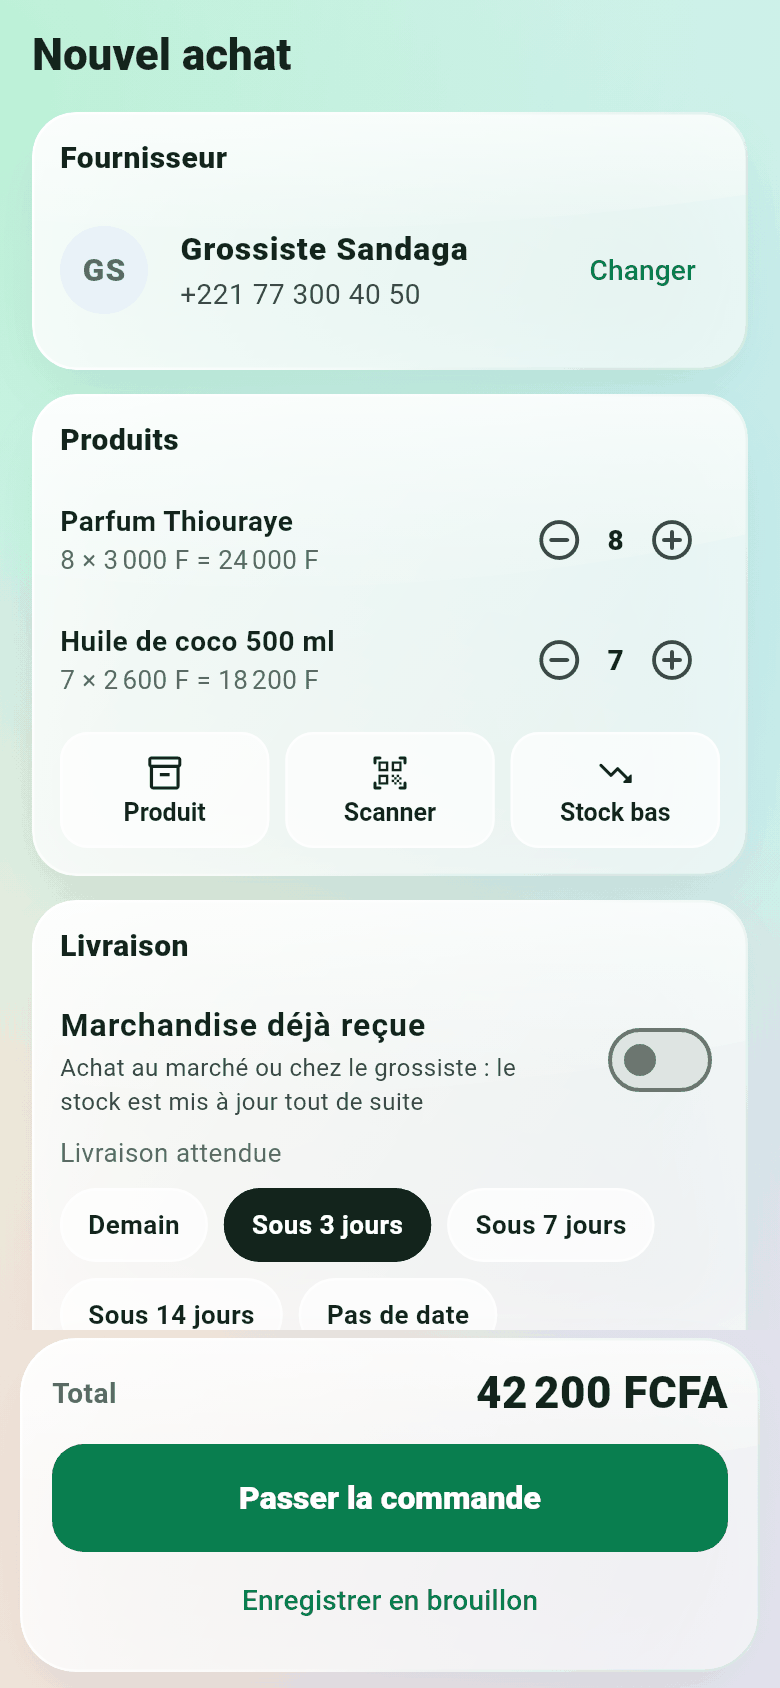 Nouvel achat
Fournisseur
GS
Grossiste Sandaga
+221 77 300 40 50
Changer
Produits
Parfum Thiouraye
8 × 3 000 F = 24 000 F
8
Huile de coco 500 ml
7 × 2 600 F = 18 200 F
7
Produit
Scanner
Stock bas
Livraison
Marchandise déjà reçue
Achat au marché ou chez le grossiste : le
stock est mis à jour tout de suite
Livraison attendue
Demain
Sous 3 jours
Sous 7 jours
Sous 14 jours
Pas de date
Total
42 200 FCFA
Passer la commande
Enregistrer en brouillon